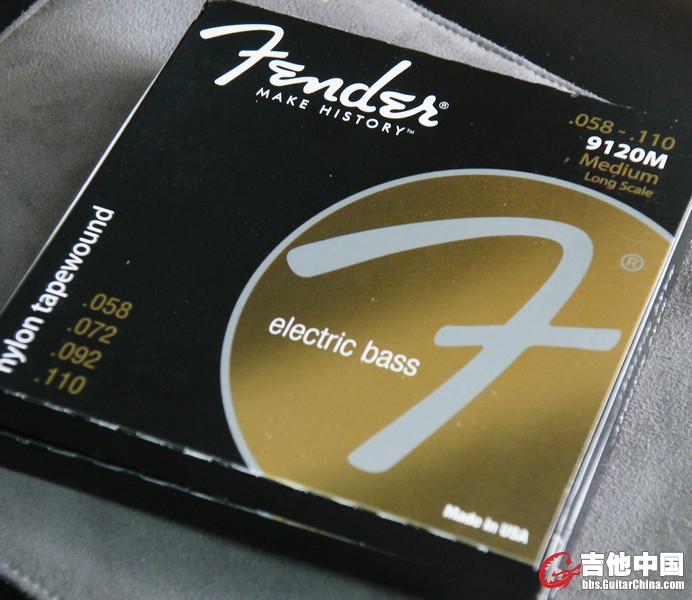 Fender®
MAKE HISTORY™
.058 - .110
9120M
Medium
Long Scale
®
nylon tapewound
.058
.072
.092
.110
electric bass
Made in USA
吉他中国
bbs.GuitarChina.com